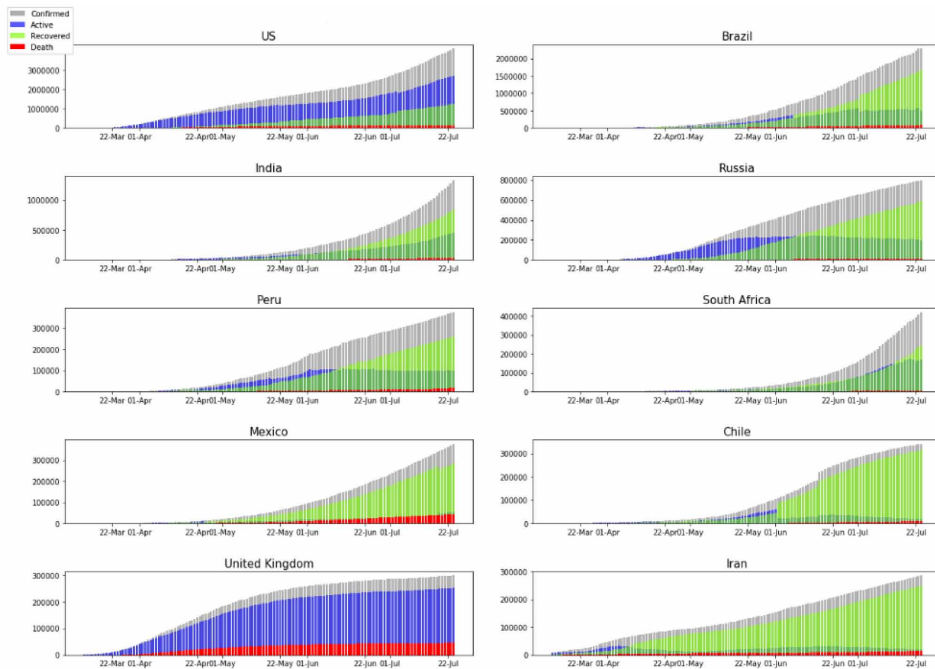 Confirmed
Active
Recovered
Death
US
3000000
2000000
1000000
0
22-Mar 01-Apr 22-Apr01-May 22-May 01-Jun 22-Jun 01-Jul 22-Jul
Brazil
2000000
1500000
1000000
500000
0
22-Mar 01-Apr 22-Apr01-May 22-May 01-Jun 22-Jun 01-Jul 22-Jul
India
1000000
500000
0
22-Mar 01-Apr 22-Apr01-May 22-May 01-Jun 22-Jun 01-Jul 22-Jul
Russia
800000
600000
400000
200000
0
22-Mar 01-Apr 22-Apr01-May 22-May 01-Jun 22-Jun 01-Jul 22-Jul
Peru
300000
200000
100000
0
22-Mar 01-Apr 22-Apr01-May 22-May 01-Jun 22-Jun 01-Jul 22-Jul
South Africa
400000
300000
200000
100000
0
22-Mar 01-Apr 22-Apr01-May 22-May 01-Jun 22-Jun 01-Jul 22-Jul
Mexico
300000
200000
100000
0
22-Mar 01-Apr 22-Apr01-May 22-May 01-Jun 22-Jun 01-Jul 22-Jul
Chile
300000
200000
100000
0
22-Mar 01-Apr 22-Apr01-May 22-May 01-Jun 22-Jun 01-Jul 22-Jul
United Kingdom
300000
200000
100000
0
22-Mar 01-Apr 22-Apr01-May 22-May 01-Jun 22-Jun 01-Jul 22-Jul
Iran
300000
200000
100000
0
22-Mar 01-Apr 22-Apr01-May 22-May 01-Jun 22-Jun 01-Jul 22-Jul